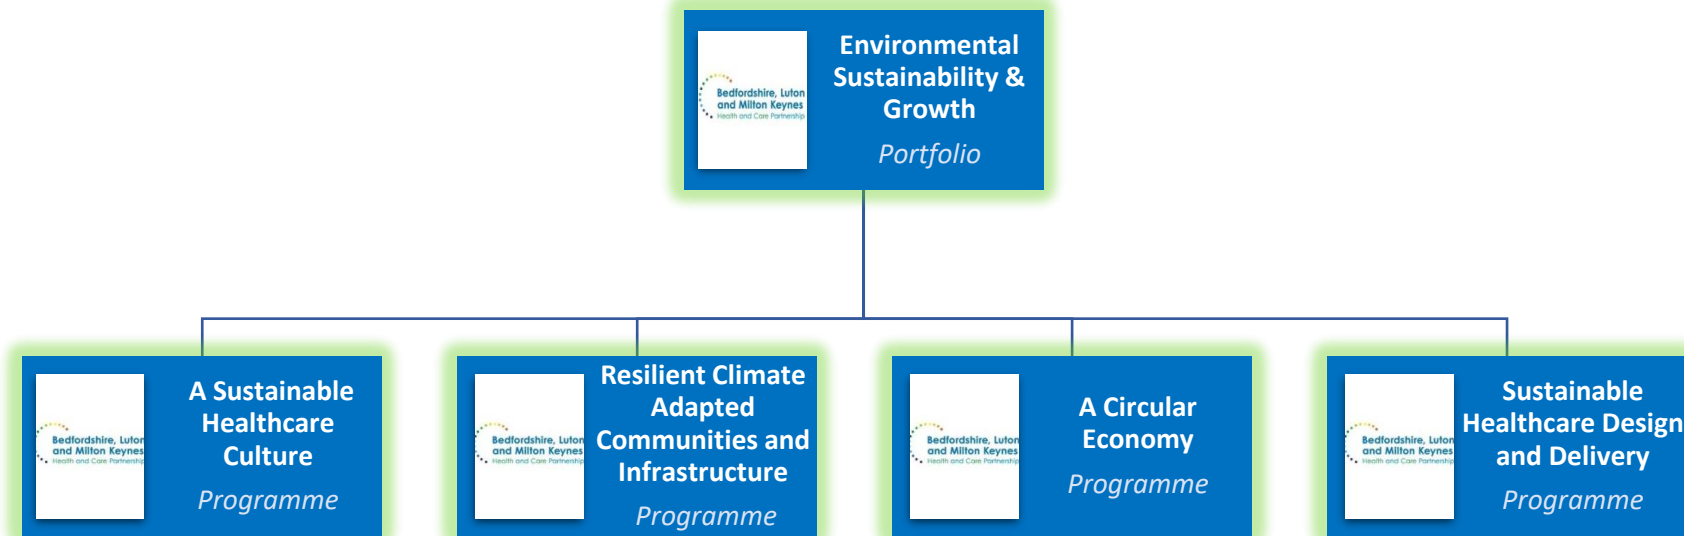 Bedfordshire, Luton
and Milton Keynes
Health and Care Partnership
Environmental
Sustainability &
Growth
Portfolio
Bedfordshire, Luton
and Milton Keynes
Health and Care Partnership
A Sustainable
Healthcare
Culture
Programme
Bedfordshire, Luton
and Milton Keynes
Health and Care Partnership
Resilient Climate
Adapted
Communities and
Infrastructure
Programme
Bedfordshire, Luton
and Milton Keynes
Health and Care Partnership
A Circular
Economy
Programme
Bedfordshire, Luton
and Milton Keynes
Health and Care Partnership
Sustainable
Healthcare Design
and Delivery
Programme